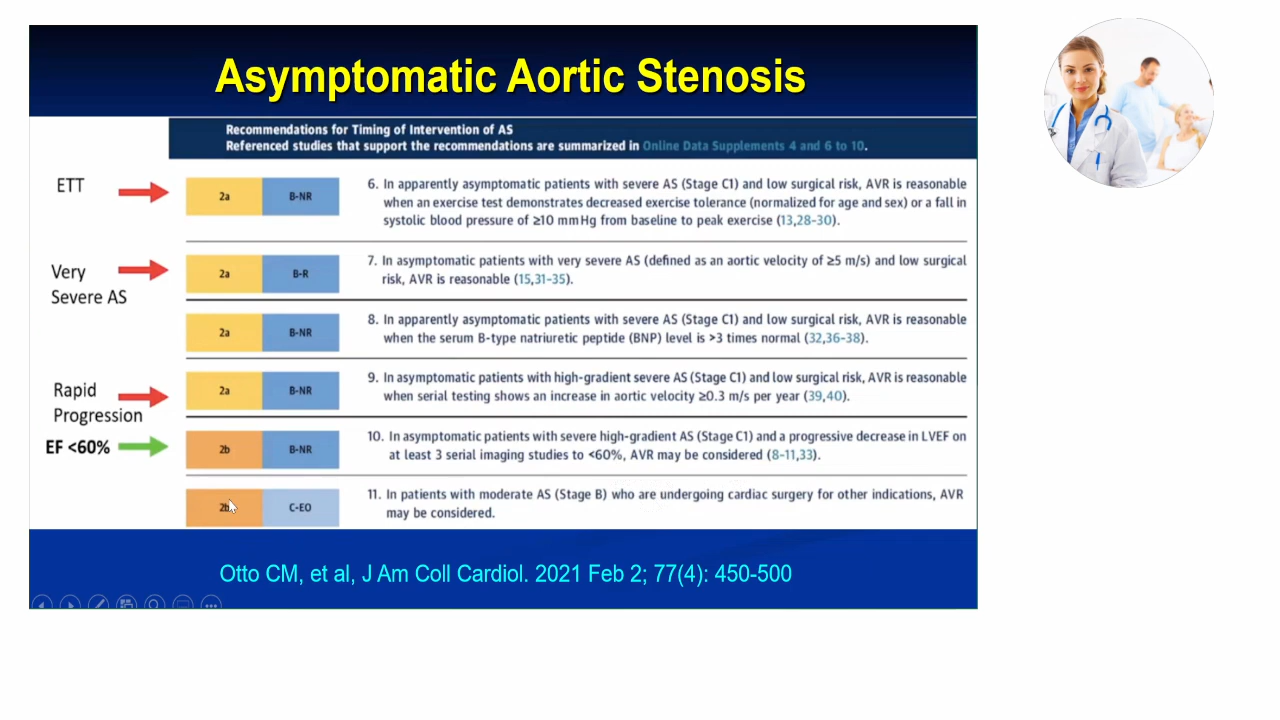 Asymptomatic Aortic Stenosis
Recommendations for Timing of Intervention of AS
Referenced studies that support the recommendations are summarized in Online Data Supplements 4 and 6 to 10.
ETT
2a B-NR
6. In apparently asymptomatic patients with severe AS (Stage C1) and low surgical risk, AVR is reasonable
when an exercise test demonstrates decreased exercise tolerance (normalized for age and sex) or a fall in
systolic blood pressure of ≥10 mm Hg from baseline to peak exercise (13,28-30).
Very
Severe AS
2a B-R
7. In asymptomatic patients with very severe AS (defined as an aortic velocity of ≥5 m/s) and low surgical
risk, AVR is reasonable (15,31-35).
2a B-NR
8. In apparently asymptomatic patients with severe AS (Stage C1) and low surgical risk, AVR is reasonable
when the serum B-type natriuretic peptide (BNP) level is >3 times normal (32,36-38).
Rapid
Progression
2a B-NR
9. In asymptomatic patients with high-gradient severe AS (Stage C1) and low surgical risk, AVR is reasonable
when serial testing shows an increase in aortic velocity ≥0.3 m/s per year (39,40).
EF <60%
2b B-NR
10. In asymptomatic patients with severe high-gradient AS (Stage C1) and a progressive decrease in LVEF on
at least 3 serial imaging studies to <60%, AVR may be considered (8-11,33).
2b C-EO
11. In patients with moderate AS (Stage B) who are undergoing cardiac surgery for other indications, AVR
may be considered.
Otto CM, et al, J Am Coll Cardiol. 2021 Feb 2; 77(4): 450-500